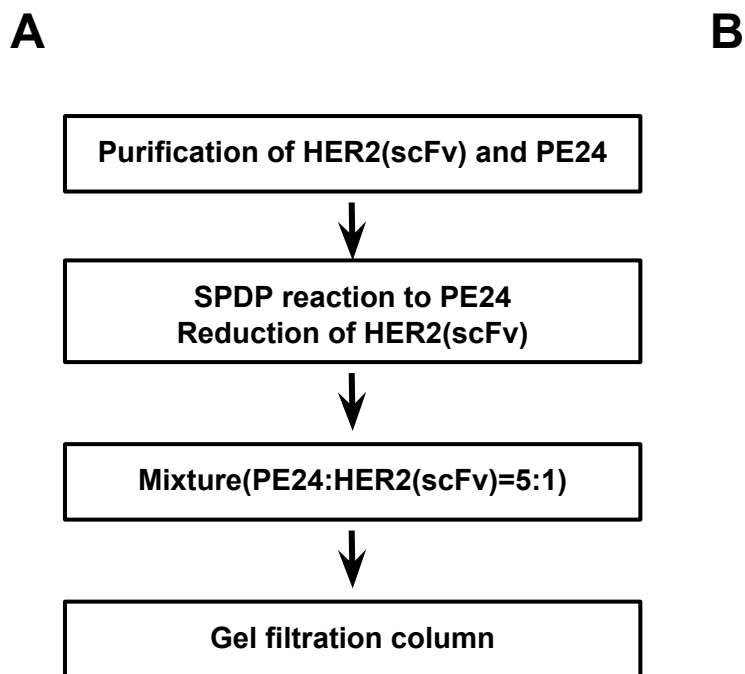 A
B
Purification of HER2(scFv) and PE24
SPDP reaction to PE24
Reduction of HER2(scFv)
Mixture(PE24:HER2(scFv)=5:1)
Gel filtration column